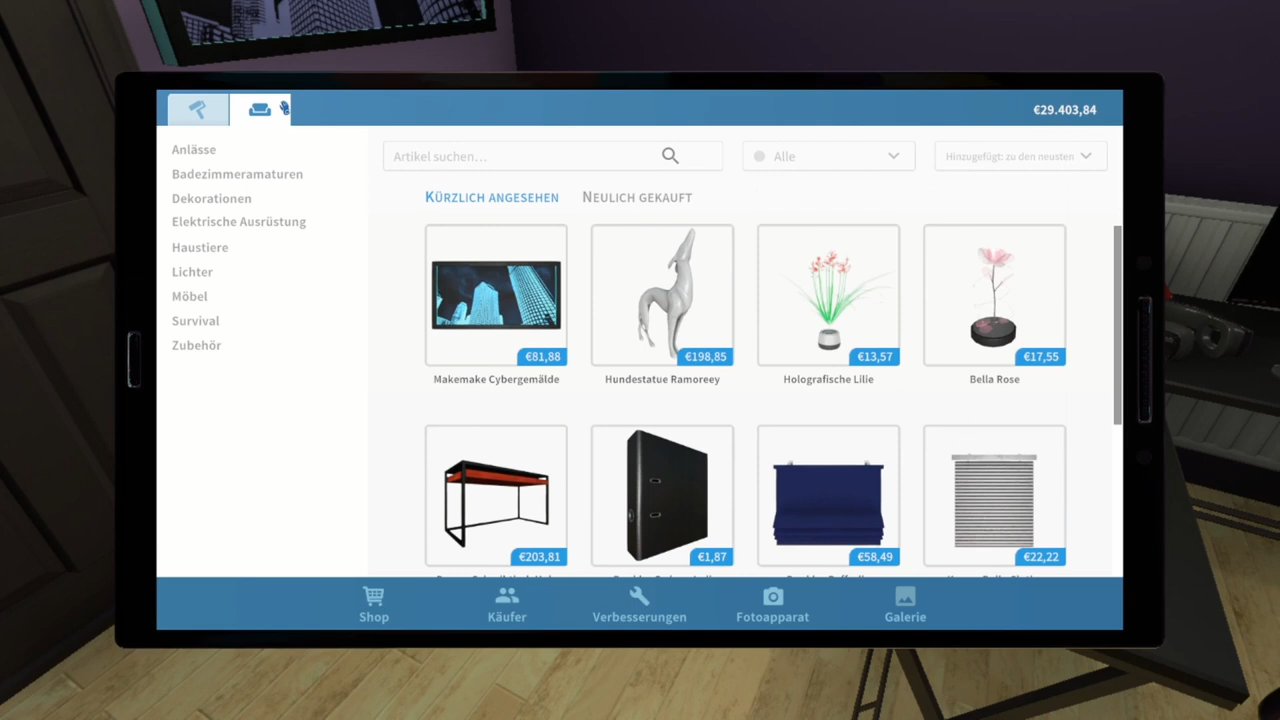 €29.403,84
Anlässe
Badezimmeramaturen
Dekorationen
Elektrische Ausrüstung
Haustiere
Lichter
Möbel
Survival
Zubehör
Artikel suchen...
Alle
Hinzugefügt: zu den neusten
KÜRZLICH ANGESEHEN
NEULICH GEKAUFT
€81,88
€198,85
€13,57
€17,55
Makemake Cybergemälde
Hundestatue Ramoreey
Holografische Lilie
Bella Rose
€203,81
€1,87
€58,49
€22,22
Shop
Käufer
Verbesserungen
Fotoapparat
Galerie